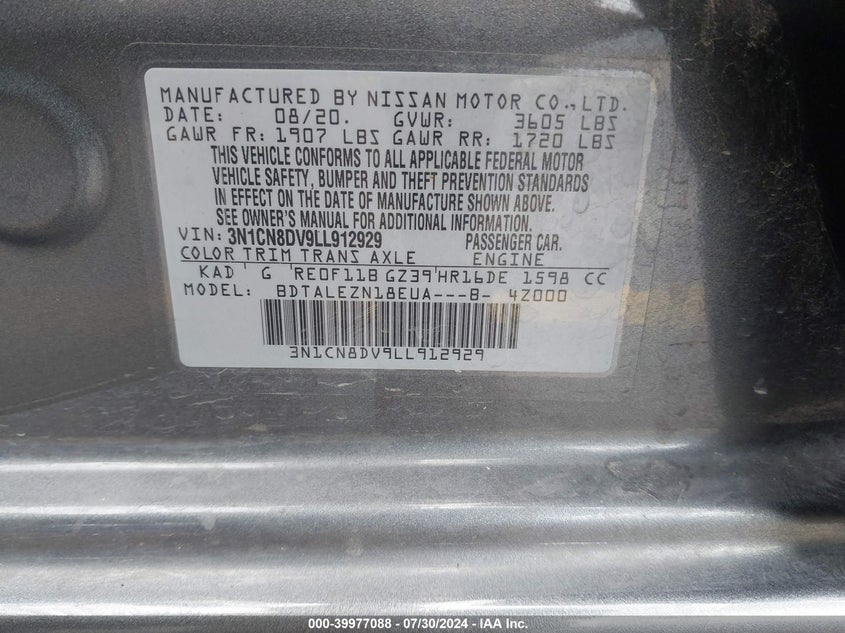 MANUFACTURED BY NISSAN MOTOR CO.,LTD.
DATE: 08/20. GVWR: 3605 LBS
GAWR FR: 1907 LBS GAWR RR: 1720 LBS
THIS VEHICLE CONFORMS TO ALL APPLICABLE FEDERAL MOTOR
VEHICLE SAFETY, BUMPER AND THEFT PREVENTION STANDARDS
IN EFFECT ON THE DATE OF MANUFACTURE SHOWN ABOVE.
SEE OWNER'S MANUAL FOR ADDITIONAL INFORMATION.
VIN: 3N1CN8DV9LL912929 PASSENGER CAR.
COLOR TRIM TRANS AXLE ENGINE
KAD G RE0F11B GZ39 HR16DE 1598 CC
MODEL: BDTALEZN18EUA---B- 4Z000
3N1CN8DV9LL912929
000-39977088 - 07/30/2024 - IAA Inc.